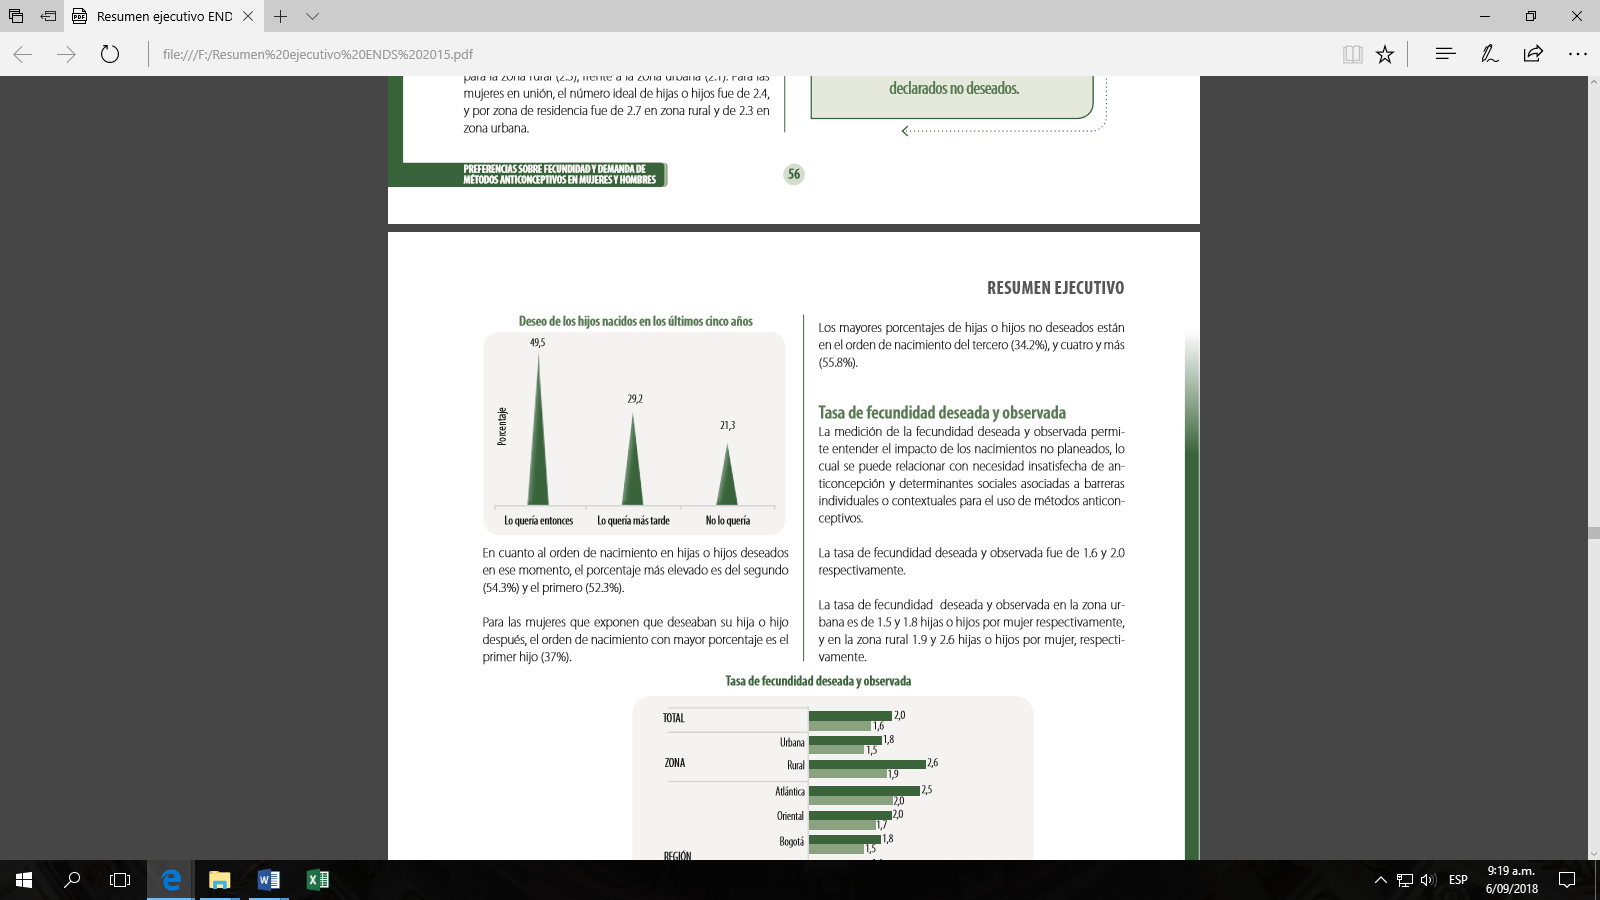 Resumen ejecutivo END
file:///F:/Resumen%20ejecutivo%20ENDS%202015.pdf
para la zona rural (2.5), frente a la zona urbana (2.1). Para las
mujeres en unión, el número ideal de hijas o hijos fue de 2.4,
y por zona de residencia fue de 2.7 en zona rural y de 2.3 en
zona urbana.
declarados no deseados.
PREFERENCIAS SOBRE FECUNDIDAD Y DEMANDA DE
MÉTODOS ANTICONCEPTIVOS EN MUJERES Y HOMBRES
56
RESUMEN EJECUTIVO
Deseo de los hijos nacidos en los últimos cinco años
49,5
29,2
21,3
Porcentaje
Lo quería entonces Lo quería más tarde No lo quería
En cuanto al orden de nacimiento en hijas o hijos deseados
en ese momento, el porcentaje más elevado es del segundo
(54.3%) y el primero (52.3%).
Para las mujeres que exponen que deseaban su hija o hijo
después, el orden de nacimiento con mayor porcentaje es el
primer hijo (37%).
Los mayores porcentajes de hijas o hijos no deseados están
en el orden de nacimiento del tercero (34.2%), y cuatro y más
(55.8%).
Tasa de fecundidad deseada y observada
La medición de la fecundidad deseada y observada permi-
te entender el impacto de los nacimientos no planeados, lo
cual se puede relacionar con necesidad insatisfecha de an-
ticoncepción y determinantes sociales asociadas a barreras
individuales o contextuales para el uso de métodos anticon-
ceptivos.
La tasa de fecundidad deseada y observada fue de 1.6 y 2.0
respectivamente.
La tasa de fecundidad deseada y observada en la zona ur-
bana es de 1.5 y 1.8 hijas o hijos por mujer respectivamente,
y en la zona rural 1.9 y 2.6 hijas o hijos por mujer, respecti-
vamente.
Tasa de fecundidad deseada y observada
TOTAL 2,0
1,6
Urbana 1,8
1,5
ZONA
Rural 2,6
1,9
Atlántica 2,5
2,0
Oriental 2,0
1,7
Bogotá 1,8
1,5
REGIÓN
ESP
9:19 a.m.
6/09/2018